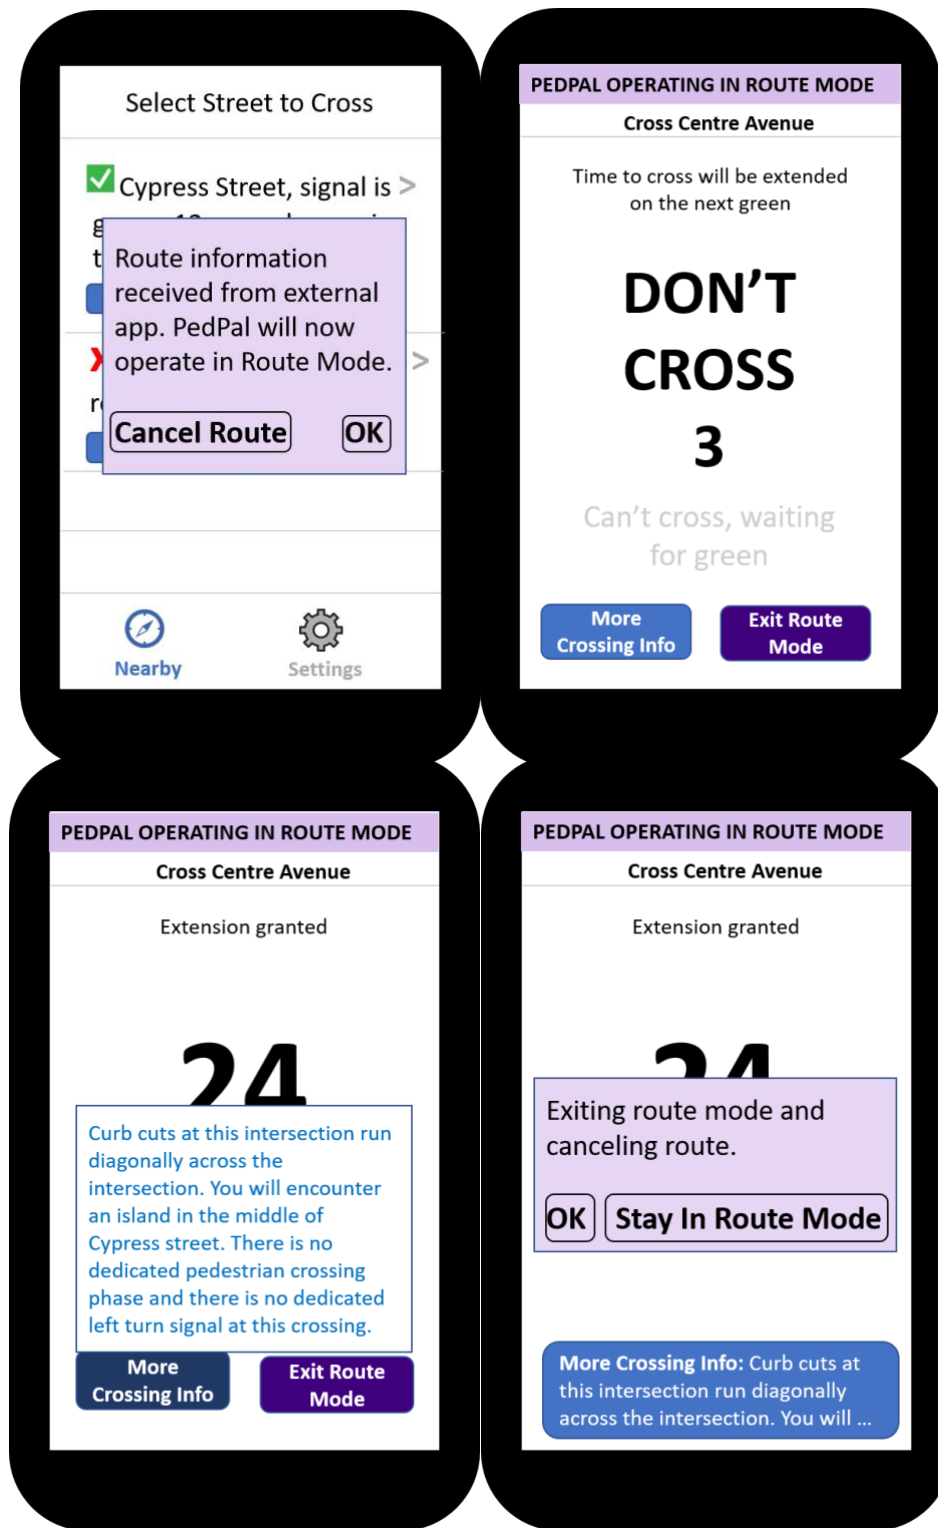 Select Street to Cross
Cypress Street, signal is >
Route information
received from external
app. PedPal will now
operate in Route Mode.
>
Cancel Route
OK
Nearby
Settings
PEDPAL OPERATING IN ROUTE MODE
Cross Centre Avenue
Time to cross will be extended
on the next green
DON'T
CROSS
3
Can't cross, waiting
for green
More
Crossing Info
Exit Route
Mode
PEDPAL OPERATING IN ROUTE MODE
Cross Centre Avenue
Extension granted
24
Curb cuts at this intersection run
diagonally across the
intersection. You will encounter
an island in the middle of
Cypress street. There is no
dedicated pedestrian crossing
phase and there is no dedicated
left turn signal at this crossing.
More
Crossing Info
Exit Route
Mode
PEDPAL OPERATING IN ROUTE MODE
Cross Centre Avenue
Extension granted
24
Exiting route mode and
canceling route.
OK
Stay In Route Mode
More Crossing Info: Curb cuts at
this intersection run diagonally
across the intersection. You will ...